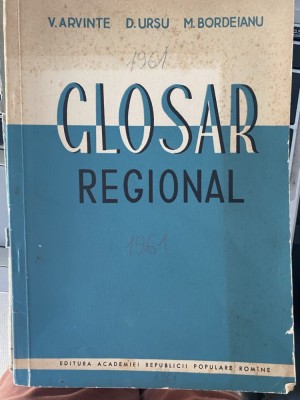 V. ARVINTE D. URSU M. BORDEIANU
1961
GLOSAR
REGIONAL
1961
EDITURA ACADEMIEI REPUBLICII POPULARE ROMÎNE